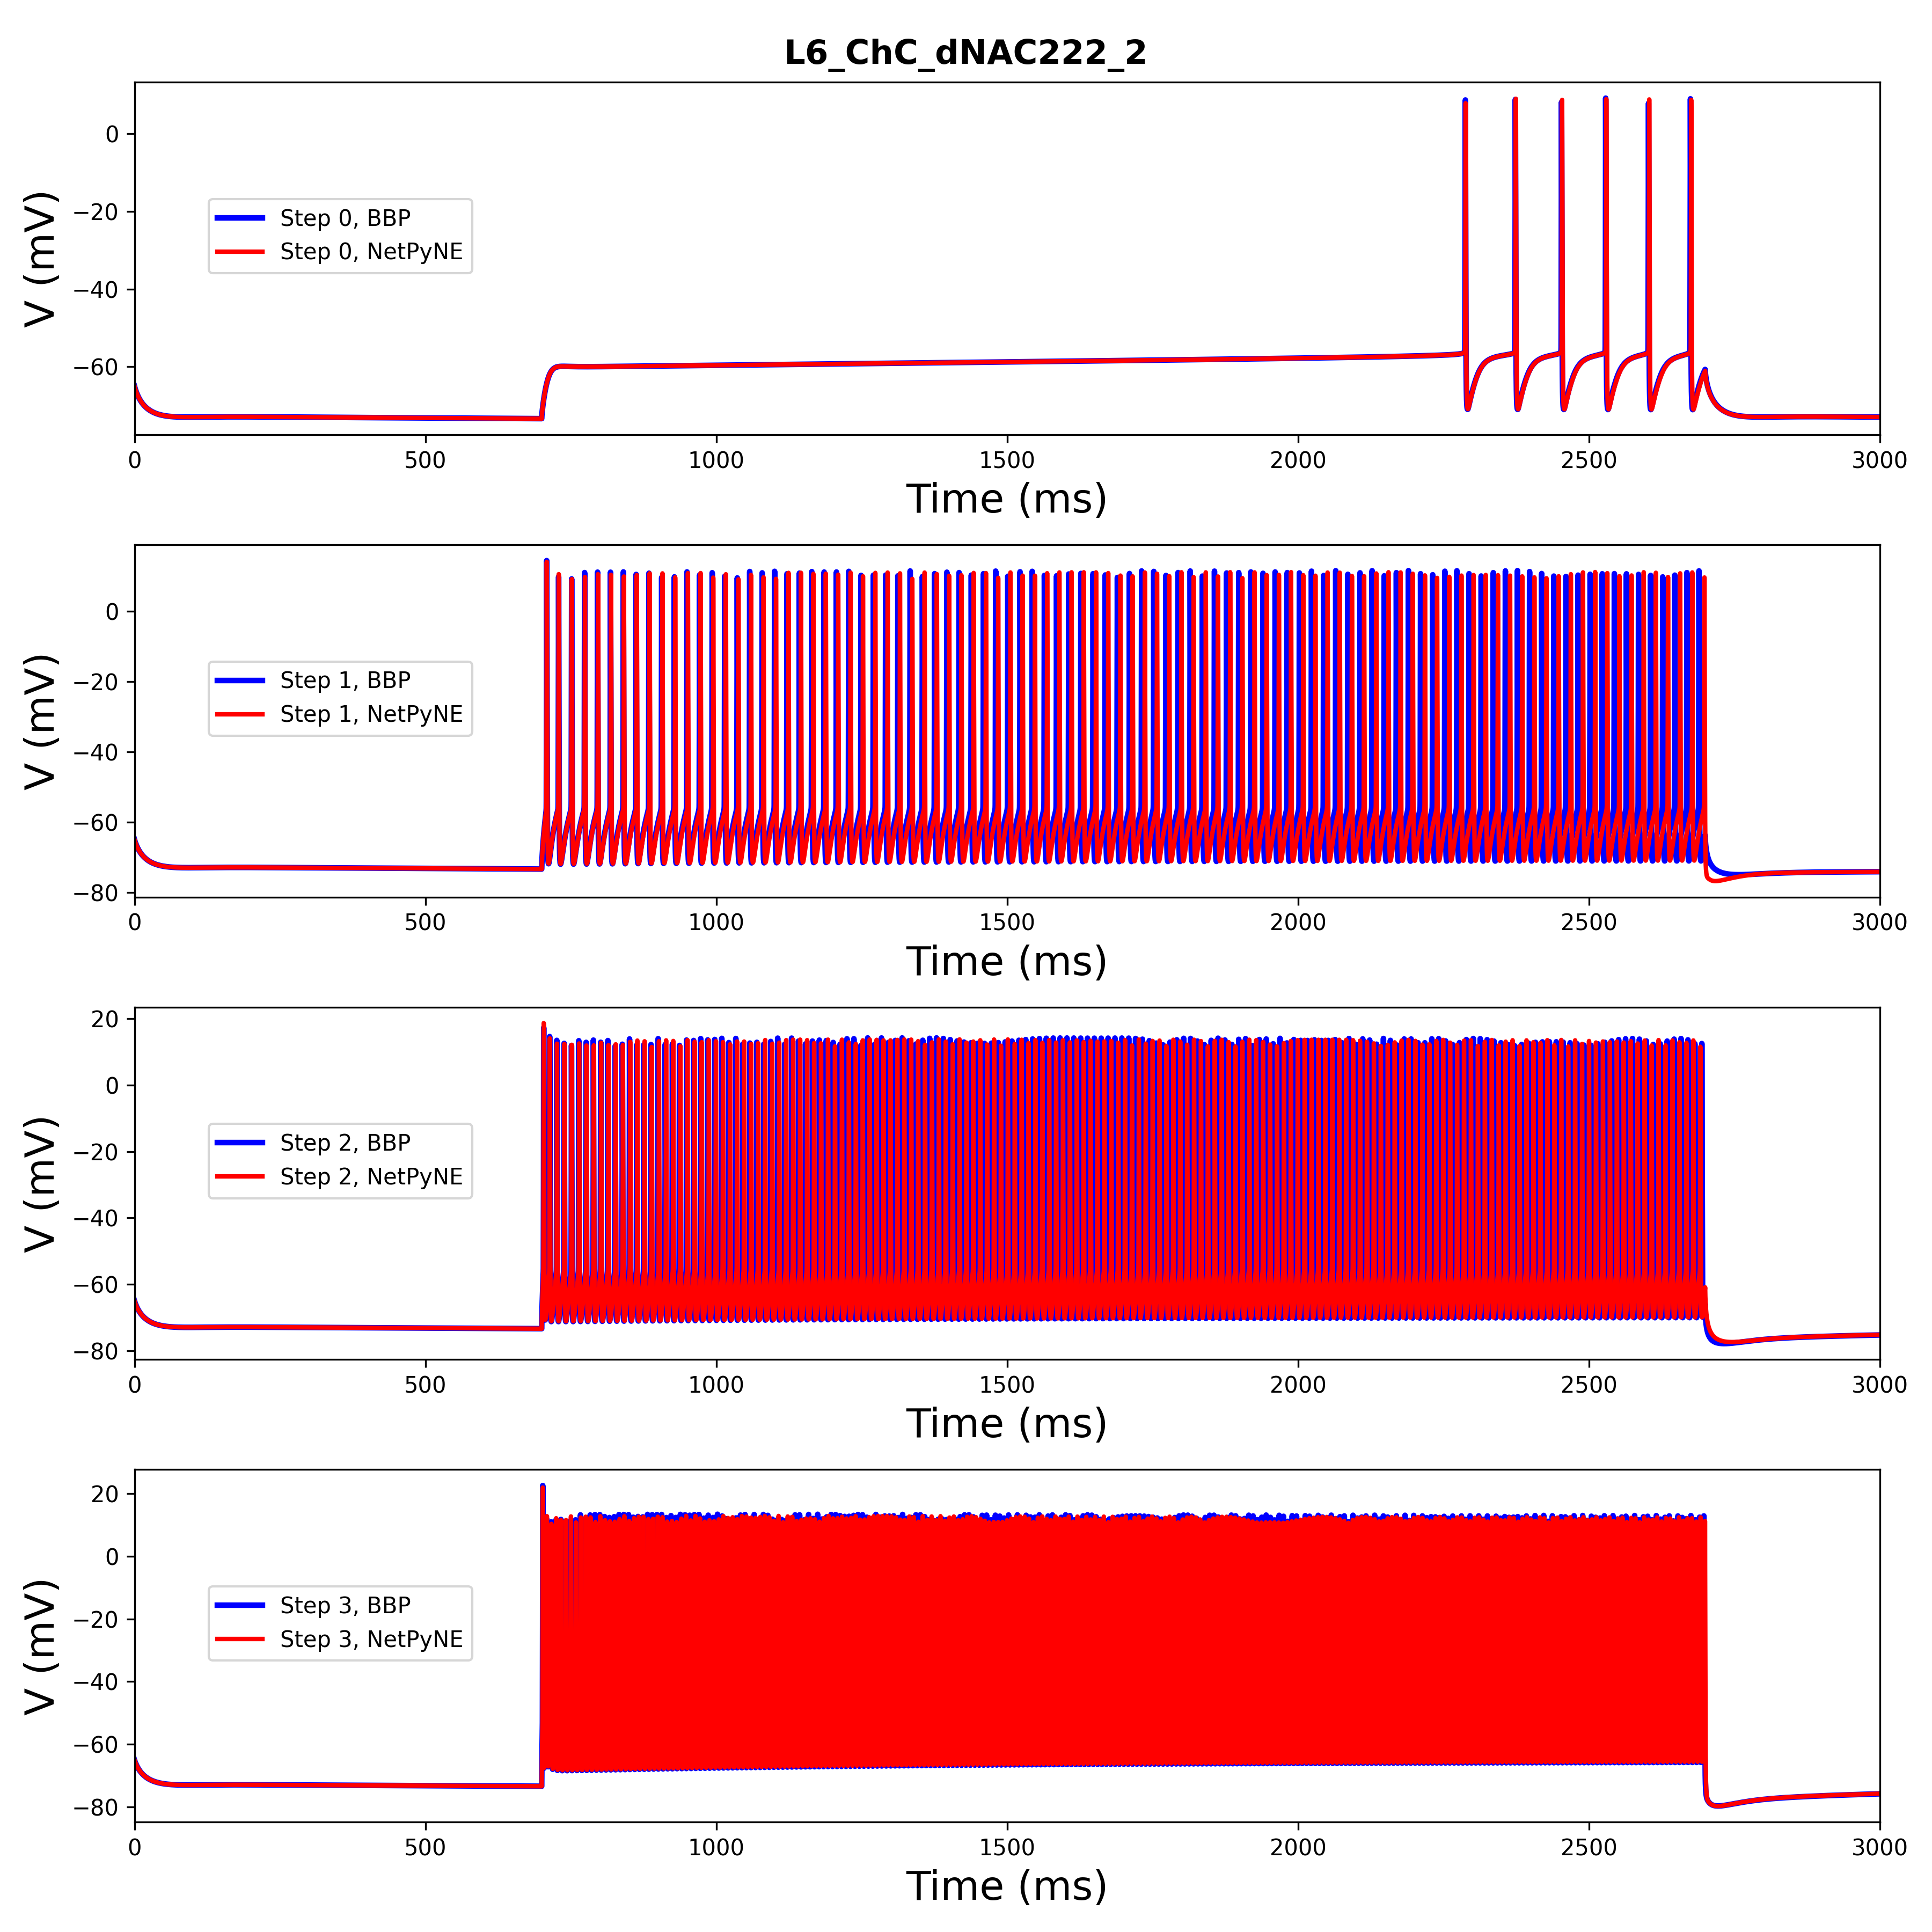 L6_ChC_dNAC222_2
V (mV)
0
−20
−40
−60
Step 0, BBP
Step 0, NetPyNE
0 500 1000 1500 2000 2500 3000
Time (ms)
V (mV)
0
−20
−40
−60
−80
Step 1, BBP
Step 1, NetPyNE
0 500 1000 1500 2000 2500 3000
Time (ms)
V (mV)
20
0
−20
−40
−60
−80
Step 2, BBP
Step 2, NetPyNE
0 500 1000 1500 2000 2500 3000
Time (ms)
V (mV)
20
0
−20
−40
−60
−80
Step 3, BBP
Step 3, NetPyNE
0 500 1000 1500 2000 2500 3000
Time (ms)